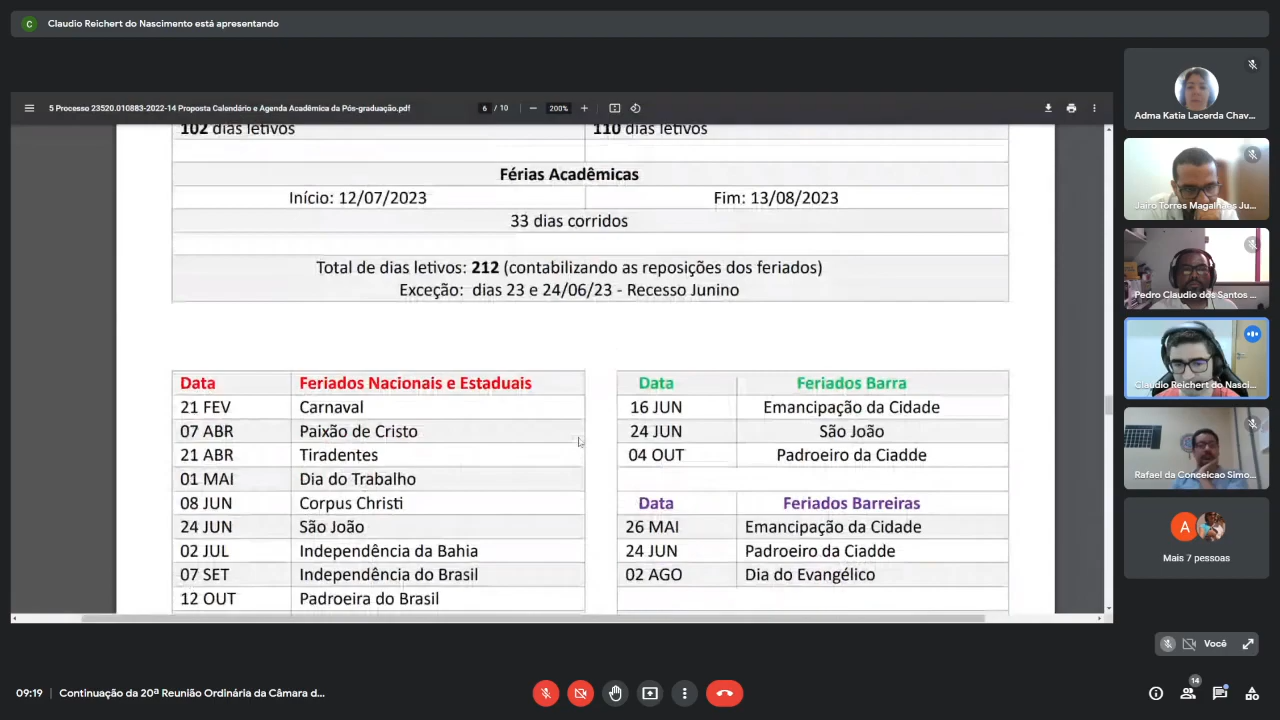 C Claudio Reichert do Nascimento está apresentando
5 Processo 23520.010883-2022-14 Proposta Calendário e Agenda Acadêmica da Pós-graduação.pdf
6 / 10
200%
102 dias letivos 110 dias letivos
Férias Acadêmicas
Início: 12/07/2023 Fim: 13/08/2023
33 dias corridos
Total de dias letivos: 212 (contabilizando as reposições dos feriados)
Exceção: dias 23 e 24/06/23 - Recesso Junino
Data Feriados Nacionais e Estaduais
21 FEV Carnaval
07 ABR Paixão de Cristo
21 ABR Tiradentes
01 MAI Dia do Trabalho
08 JUN Corpus Christi
24 JUN São João
02 JUL Independência da Bahia
07 SET Independência do Brasil
12 OUT Padroeira do Brasil
Data Feriados Barra
16 JUN Emancipação da Cidade
24 JUN São João
04 OUT Padroeiro da Ciadde
Data Feriados Barreiras
26 MAI Emancipação da Cidade
24 JUN Padroeiro da Ciadde
02 AGO Dia do Evangélico
Adma Katia Lacerda Chav...
Jairo Torres Magalhães Ju...
Pedro Claudio dos Santos ...
Claudio Reichert do Nasci...
Rafael da Conceicao Simo...
A
Mais 7 pessoas
Você
09:19 | Continuação da 20ª Reunião Ordinária da Câmara d...
14